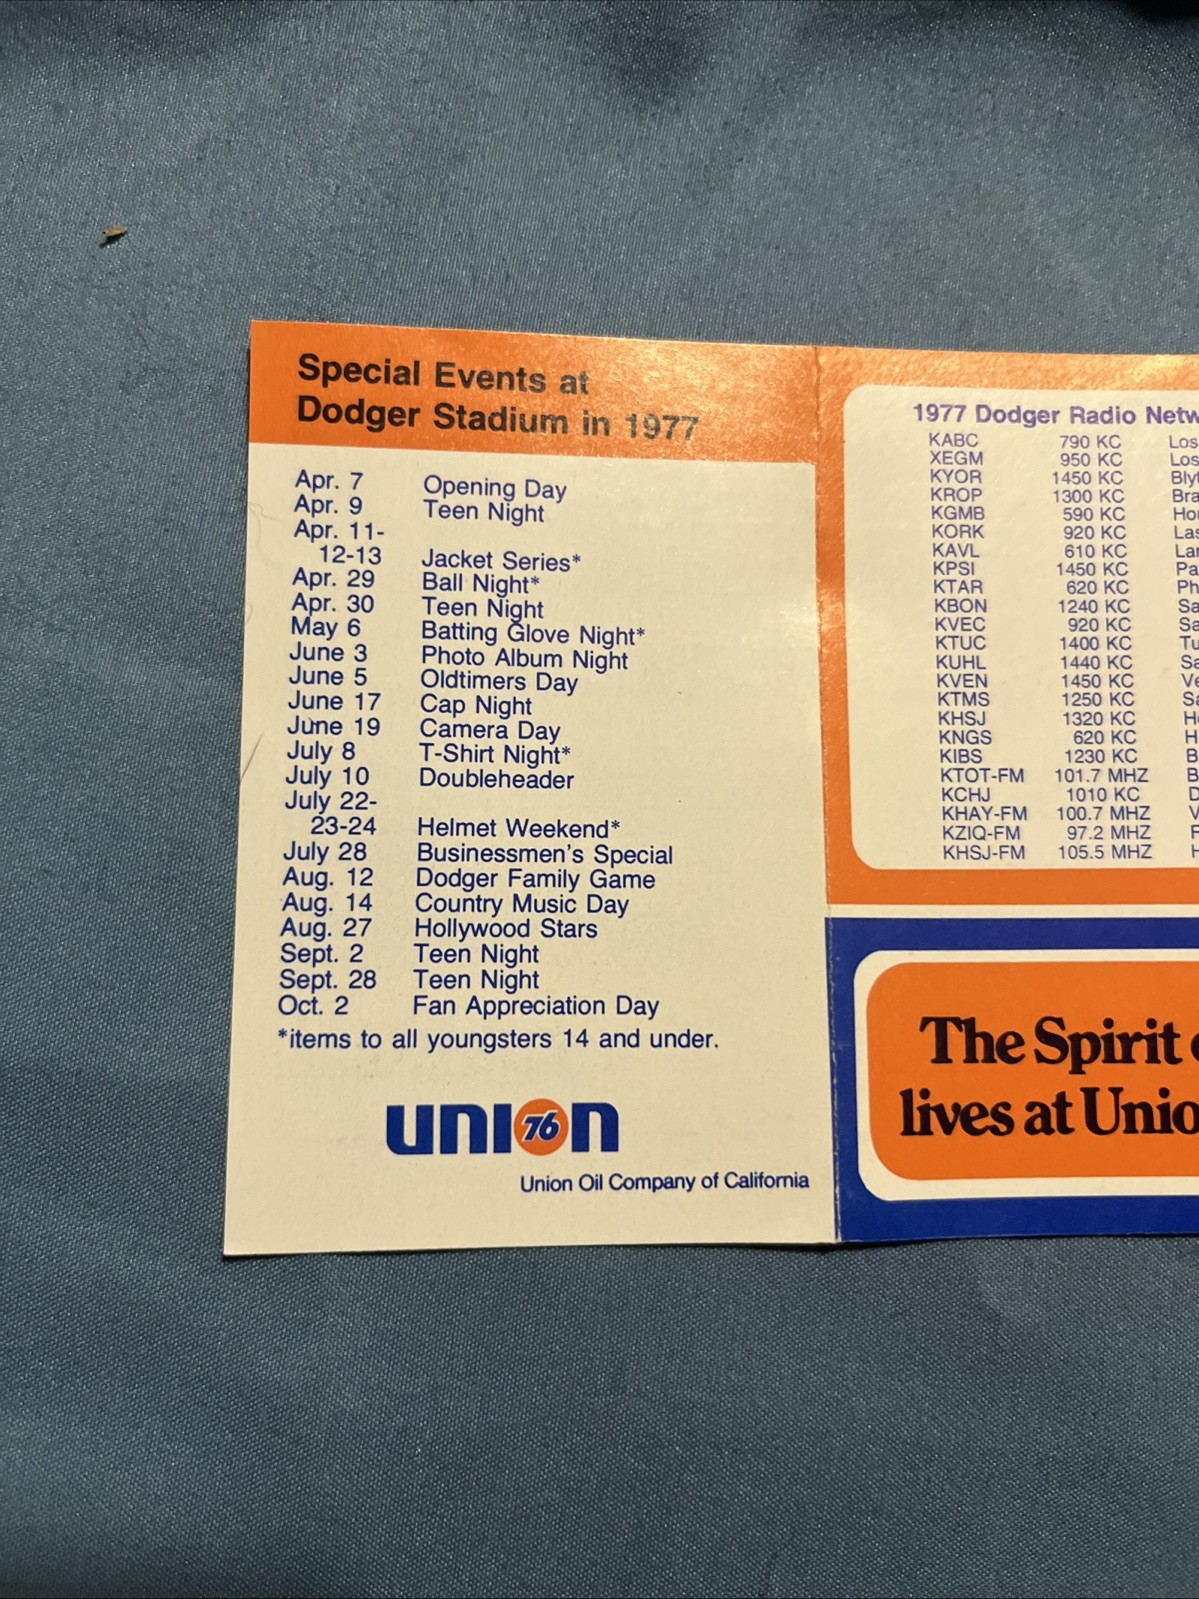 Special Events at
Dodger Stadium in 1977
Apr. 7 Opening Day
Apr. 9 Teen Night
Apr. 11-
12-13 Jacket Series*
Apr. 29 Ball Night*
Apr. 30 Teen Night
May 6 Batting Glove Night*
June 3 Photo Album Night
June 5 Oldtimers Day
June 17 Cap Night
June 19 Camera Day
July 8 T-Shirt Night*
July 10 Doubleheader
July 22-
23-24 Helmet Weekend*
July 28 Businessmen's Special
Aug. 12 Dodger Family Game
Aug. 14 Country Music Day
Aug. 27 Hollywood Stars
Sept. 2 Teen Night
Sept. 28 Teen Night
Oct. 2 Fan Appreciation Day
*items to all youngsters 14 and under.
union 76
Union Oil Company of California
1977 Dodger Radio
KABC 790 KC Los
XEGM 950 KC Los
KYOR 1450 KC
KROP 1300 KC
KGMB 590 KC
KORK 920 KC
KAVL 610 KC
KPSI 1450 KC
KTAR 620 KC
KBON 1240 KC
KVEC 920 KC
KTUC 1400 KC
KUHL 1440 KC
KVEN 1450 KC
KTMS 1250 KC
KHSJ 1320 KC
KNGS 620 KC
KIBS 1230 KC
KTOT-FM 101.7 MHZ
KCHJ 1010 KC
KHAY-FM 100.7 MHZ
KZIQ-FM 97.2 MHZ
KHSJ-FM 105.5 MHZ
The Spirit
lives at